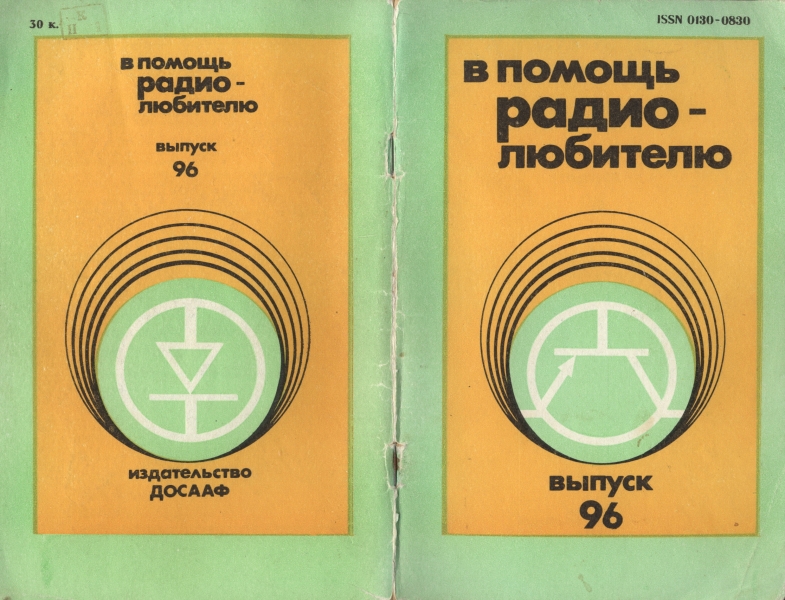 30 к.
в помощь
радио -
любителю
выпуск
96
издательство
ДОСААФ
ISSN 0130-0830
в помощь
радио -
любителю
выпуск
96